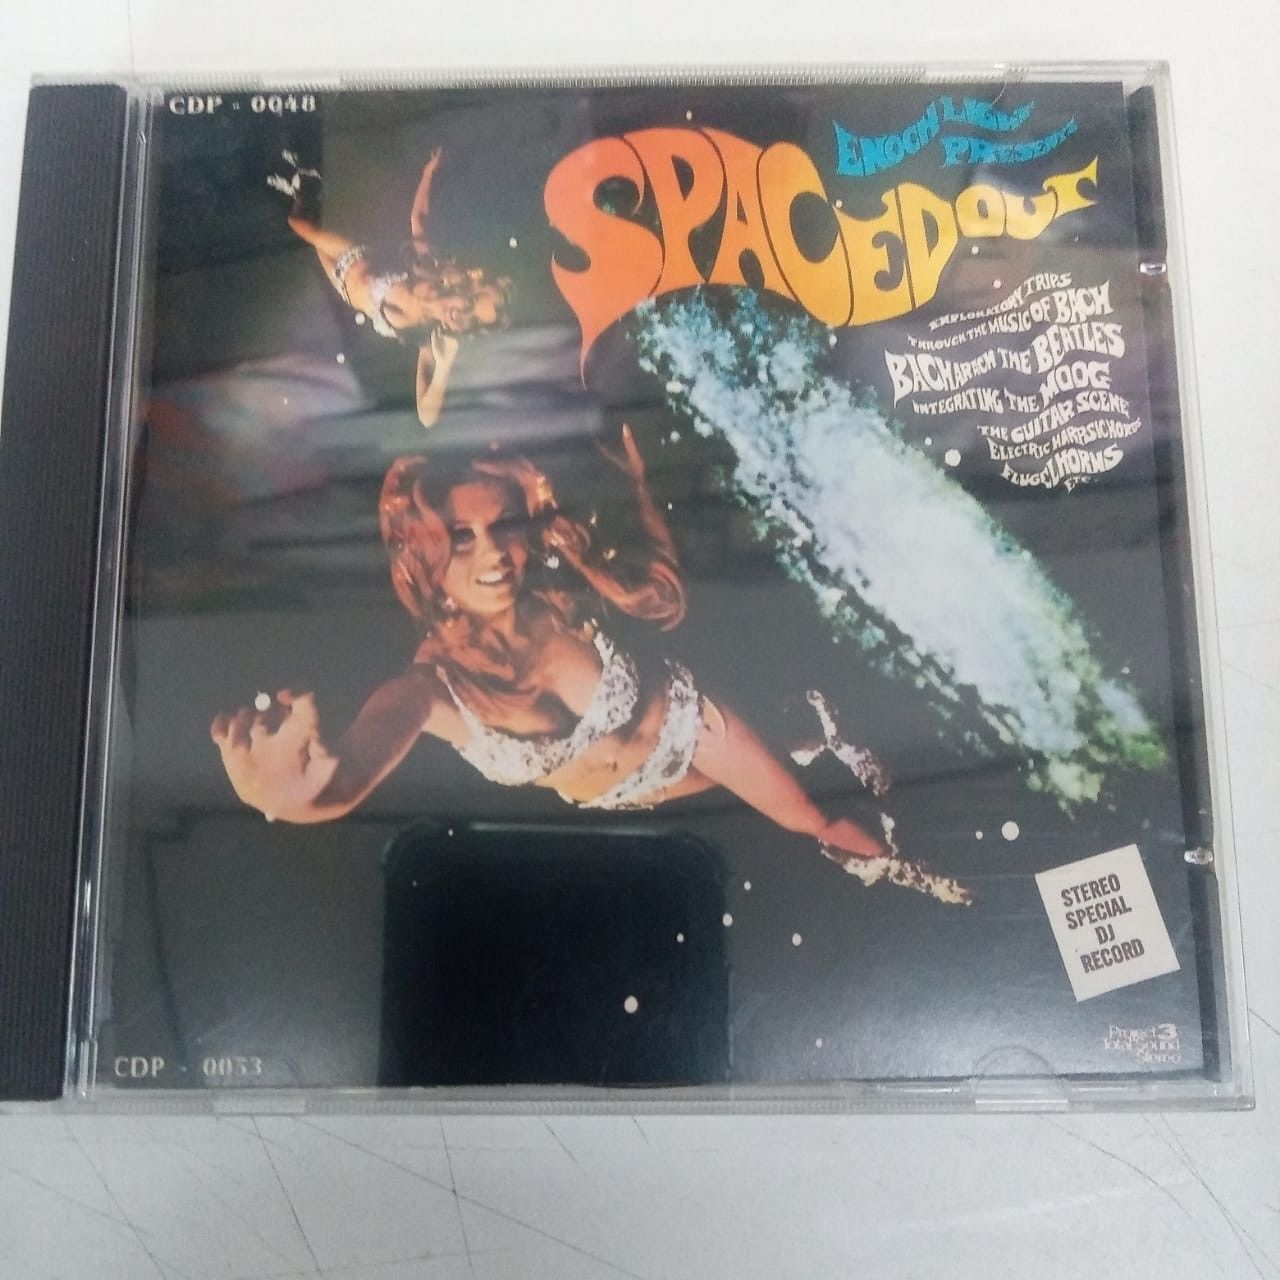 CDP - 0048
ENOCH LIGHT
PRESENTS
SPACED OUT
EXPLORATORY TRIPS
THROUGH THE MUSIC OF BACH
BACHARACH THE BEATLES
INTEGRATING THE MOOG
THE GUITAR SCENE
ELECTRIC HARPSICHORDS
FLUGELHORNS
ETC.
STEREO
SPECIAL
DJ
RECORD
Project 3
Total Sound
Stereo
CDP - 0053